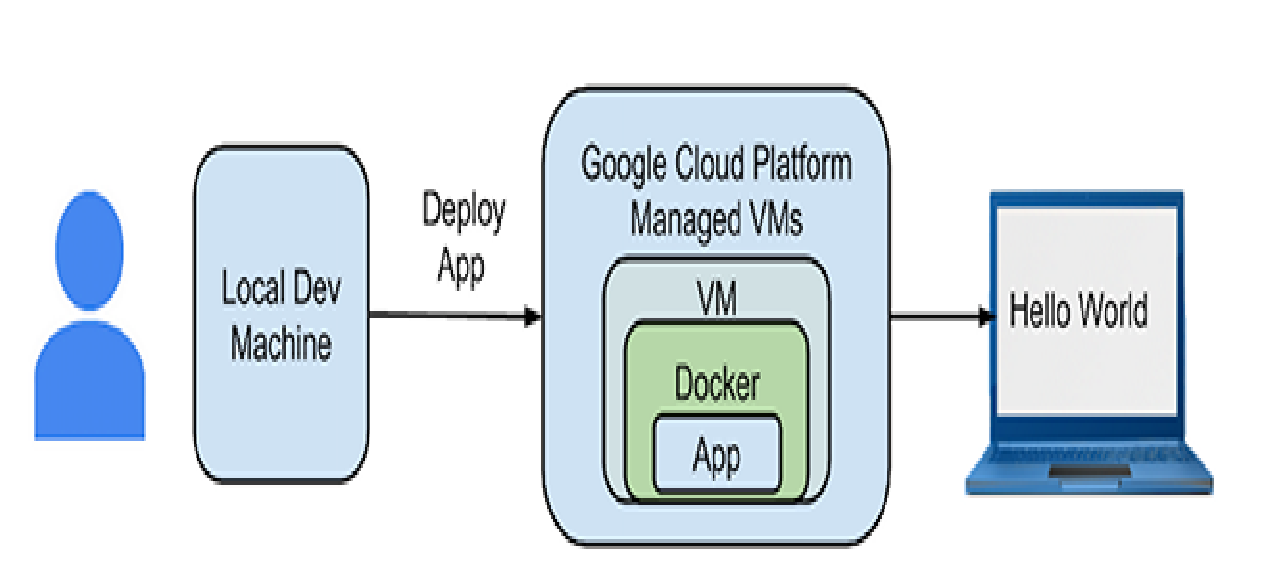 Local Dev
Machine
Deploy
App
Google Cloud Platform
Managed VMs
VM
Docker
App
Hello World